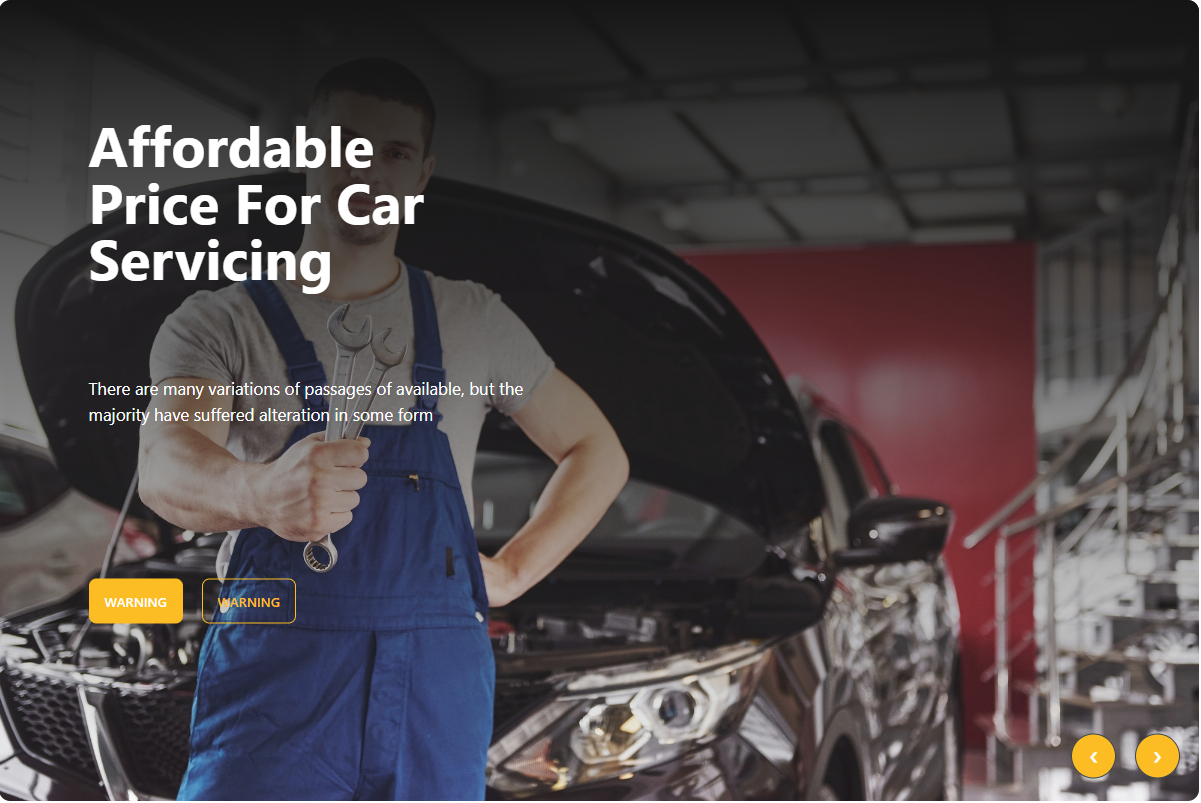 Affordable
Price For Car
Servicing
There are many variations of passages of available, but the
majority have suffered alteration in some form
WARNING
WARNING
‹
›